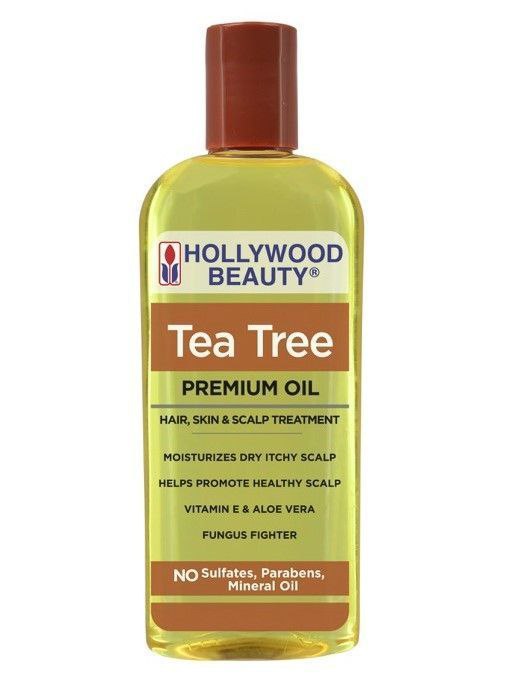 HOLLYWOOD
BEAUTY®
Tea Tree
PREMIUM OIL
HAIR, SKIN & SCALP TREATMENT
MOISTURIZES DRY ITCHY SCALP
HELPS PROMOTE HEALTHY SCALP
VITAMIN E & ALOE VERA
FUNGUS FIGHTER
NO Sulfates, Parabens,
Mineral Oil